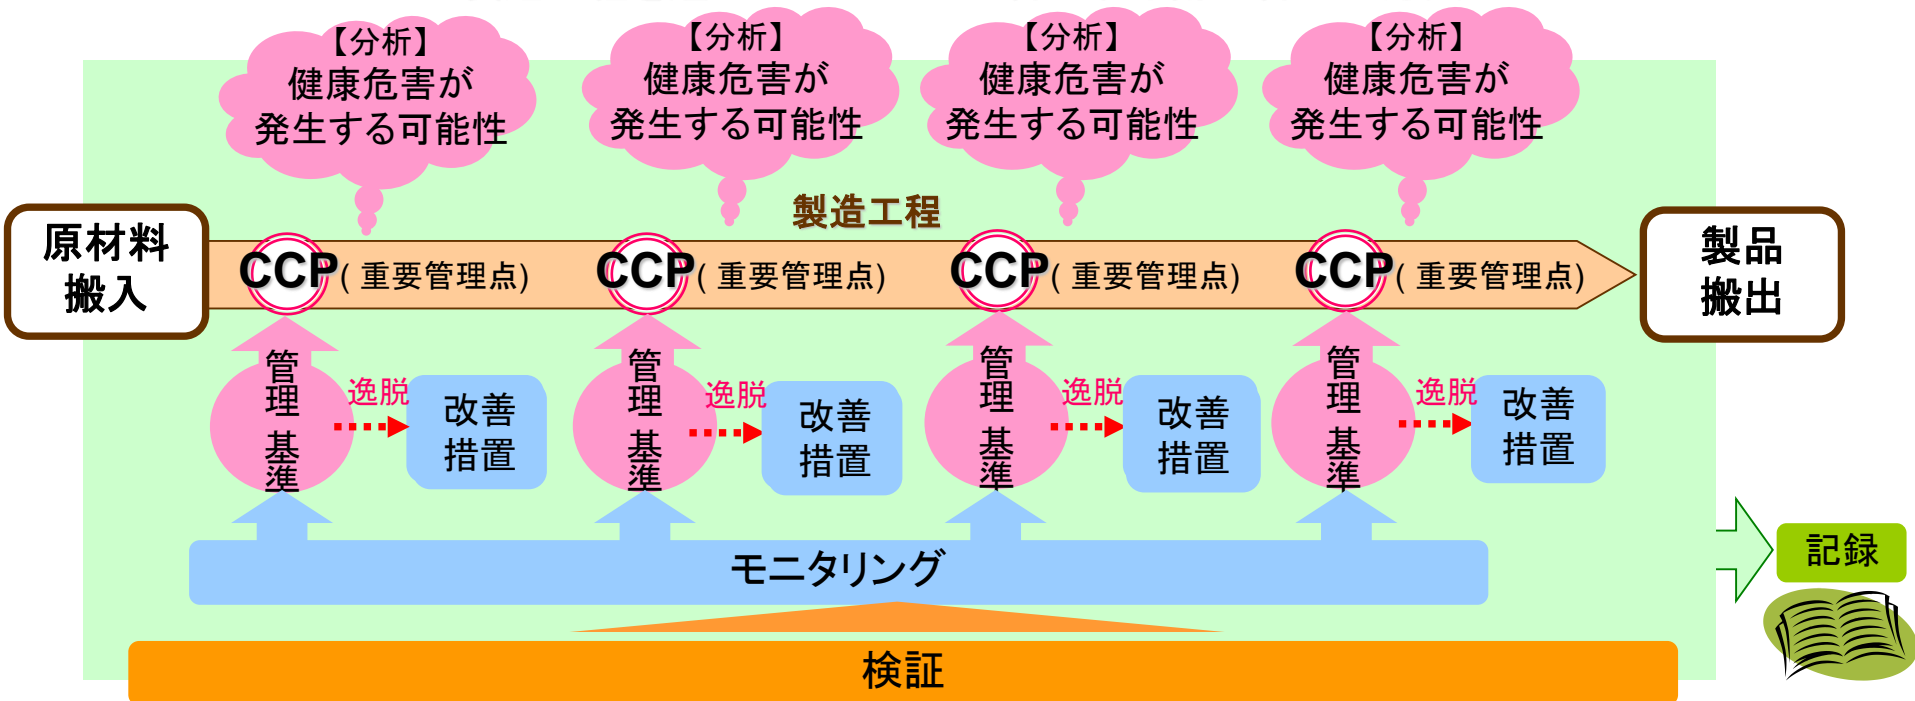 【分析】
健康危害が
発生する可能性
【分析】
健康危害が
発生する可能性
【分析】
健康危害が
発生する可能性
【分析】
健康危害が
発生する可能性
製造工程
原材料
搬入
CCP( 重要管理点)
CCP( 重要管理点)
CCP( 重要管理点)
CCP( 重要管理点)
製品
搬出
管理基準
逸脱
改善
措置
管理基準
逸脱
改善
措置
管理基準
逸脱
改善
措置
管理基準
逸脱
改善
措置
モニタリング
記録
検証